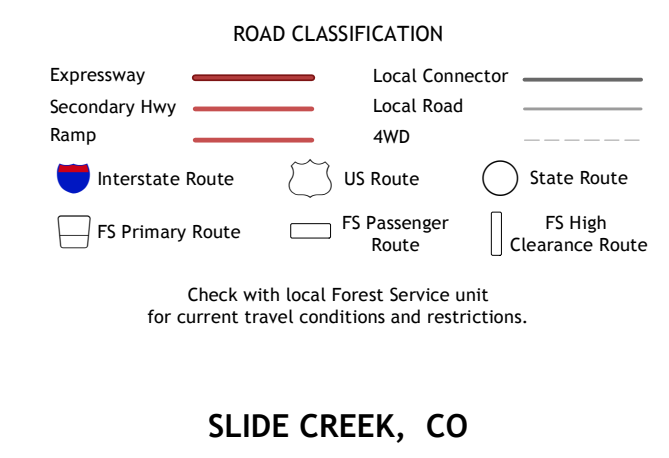 ROAD CLASSIFICATION
Expressway
Local Connector
Secondary Hwy
Local Road
Ramp
4WD
Interstate Route
US Route
State Route
FS Primary Route
FS Passenger
Route
FS High
Clearance Route
Check with local Forest Service unit
for current travel conditions and restrictions.
SLIDE CREEK, CO